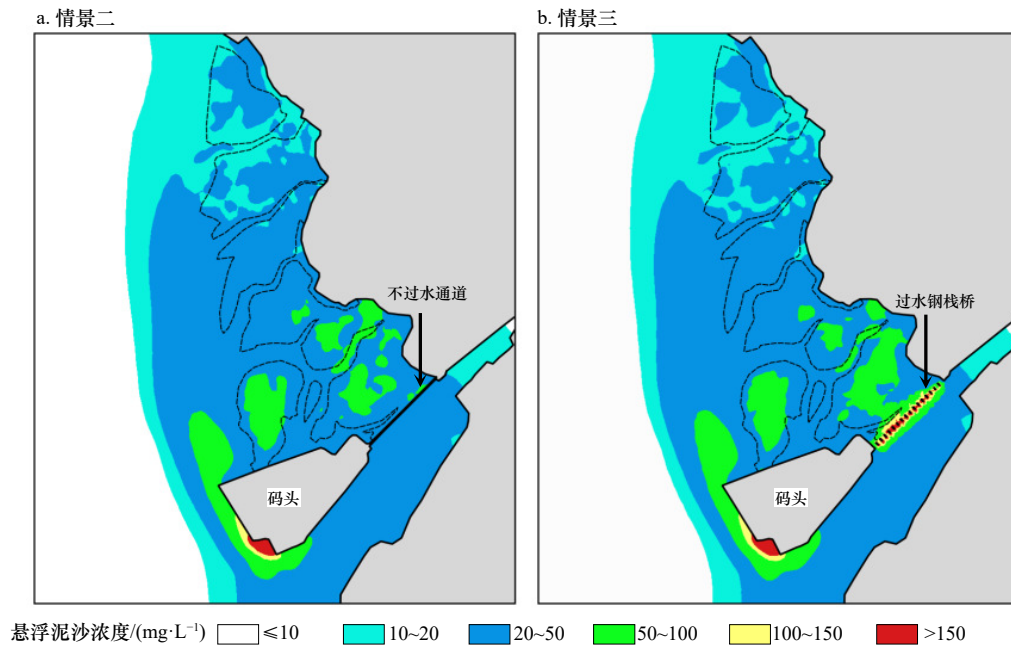 a. 情景二
b. 情景三
不过水通道
过水钢栈桥
码头
码头
悬浮泥沙浓度/(mg·L⁻¹) ≤10 10~20 20~50 50~100 100~150 >150